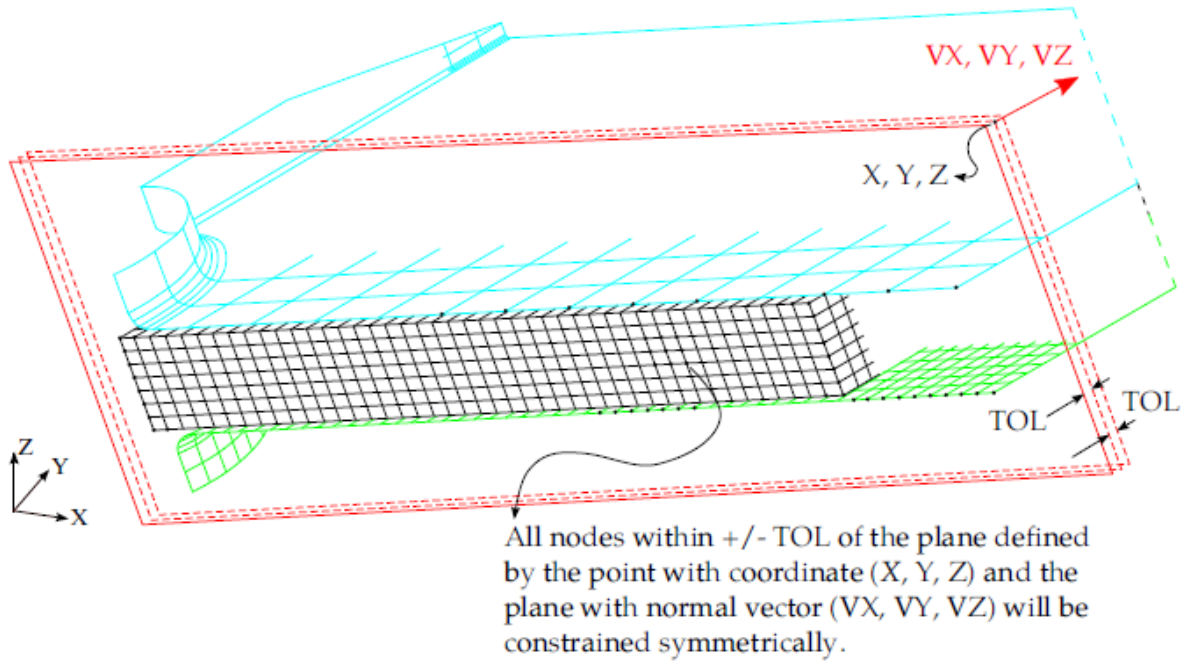 VX, VY, VZ
X, Y, Z
TOL
TOL
Z
Y
X
All nodes within +/- TOL of the plane defined
by the point with coordinate (X, Y, Z) and the
plane with normal vector (VX, VY, VZ) will be
constrained symmetrically.